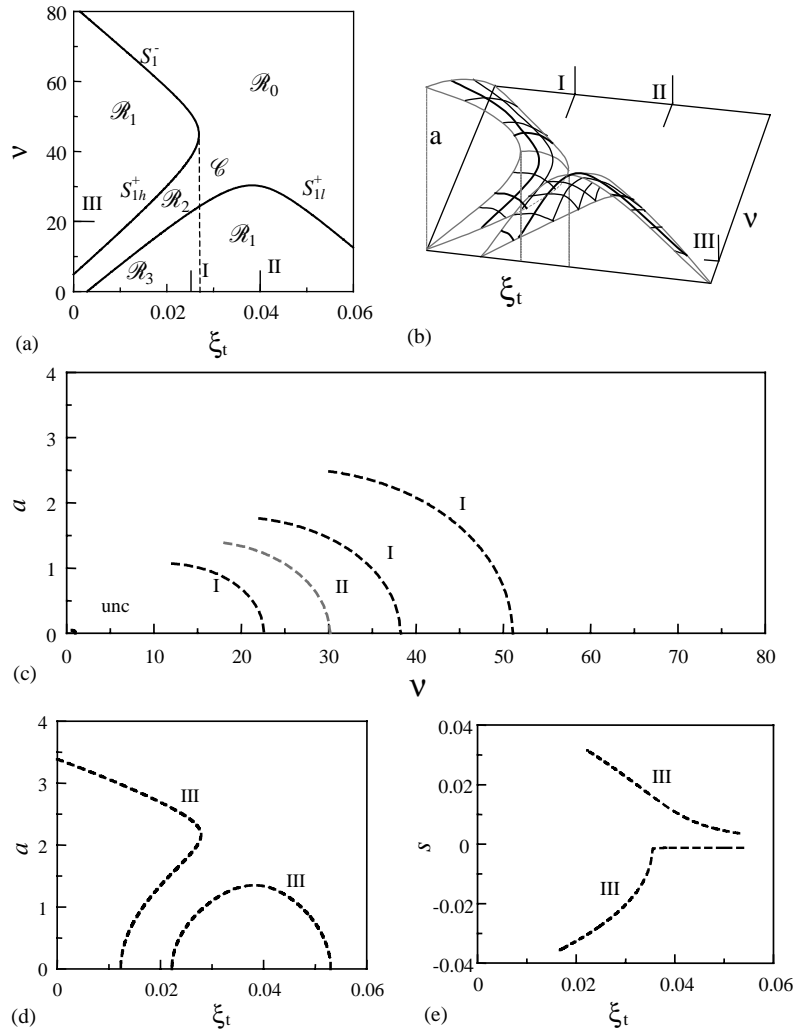 80
60
40
20
0
ν
S₁⁻
ℛ₀
ℛ₁
S₁ₕ⁺
𝒞
III
ℛ₂
S₁ₗ⁺
ℛ₁
ℛ₃
I
II
0
0.02
0.04
0.06
ξₜ
(a)
I
II
a
III
ν
ξₜ
(b)
4
3
2
1
0
a
I
I
I
II
unc
0
10
20
30
40
50
60
70
80
ν
(c)
4
3
2
1
0
a
III
III
0
0.02
0.04
0.06
ξₜ
(d)
0.04
0.02
0
-0.02
-0.04
s
III
III
0
0.02
0.04
0.06
ξₜ
(e)